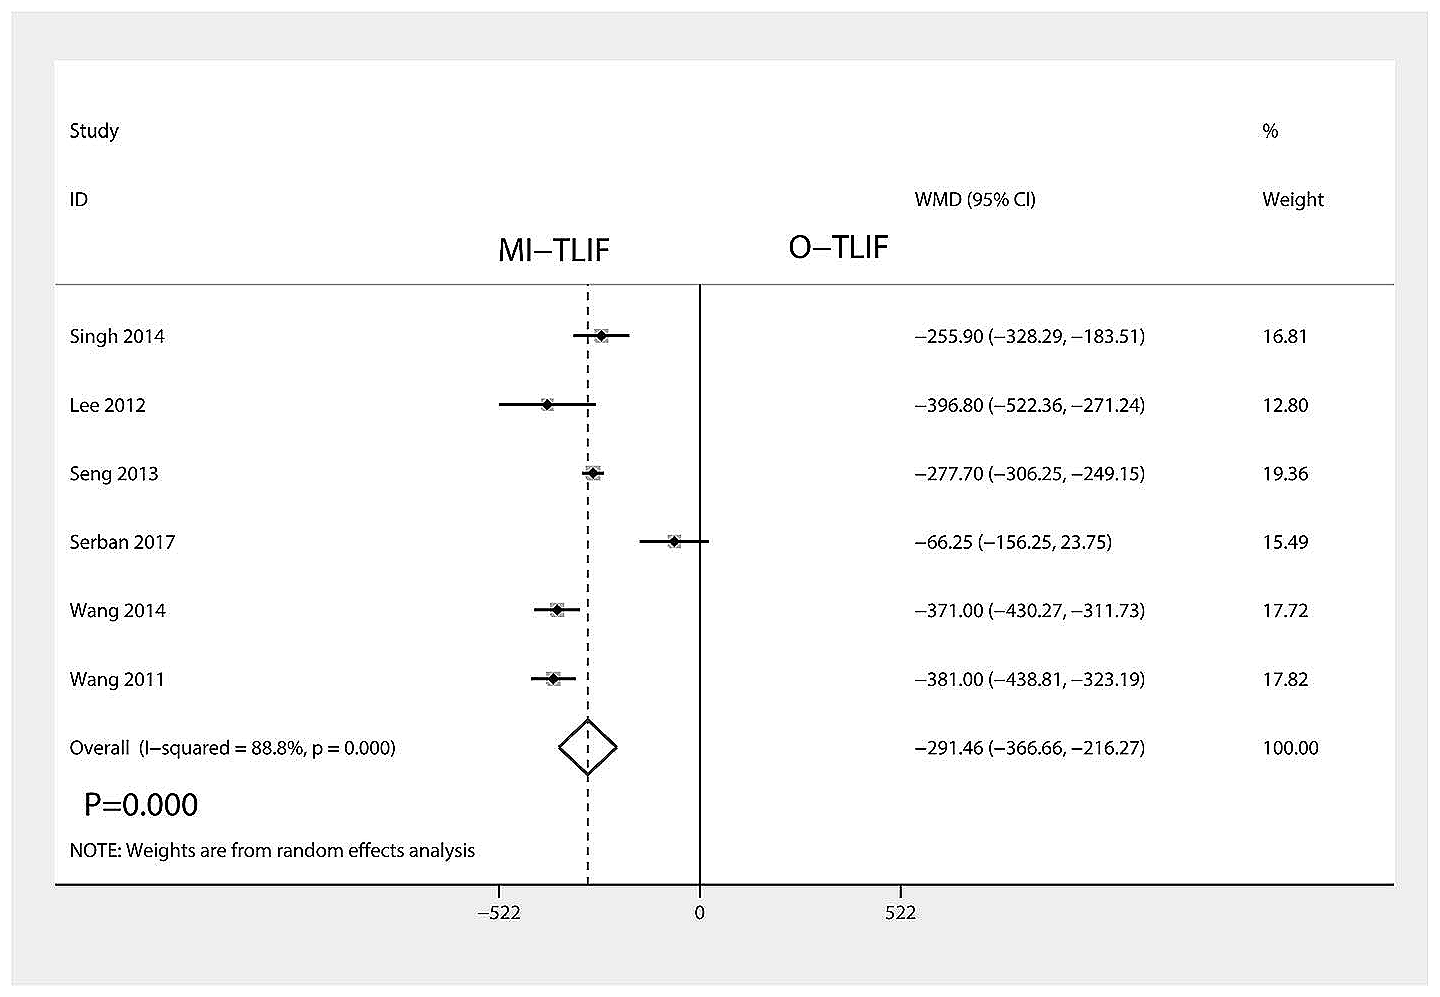 Study %
ID WMD (95% CI) Weight
MI−TLIF O−TLIF
Singh 2014 −255.90 (−328.29, −183.51) 16.81
Lee 2012 −396.80 (−522.36, −271.24) 12.80
Seng 2013 −277.70 (−306.25, −249.15) 19.36
Serban 2017 −66.25 (−156.25, 23.75) 15.49
Wang 2014 −371.00 (−430.27, −311.73) 17.72
Wang 2011 −381.00 (−438.81, −323.19) 17.82
Overall (I−squared = 88.8%, p = 0.000) −291.46 (−366.66, −216.27) 100.00
P=0.000
NOTE: Weights are from random effects analysis
−522 0 522